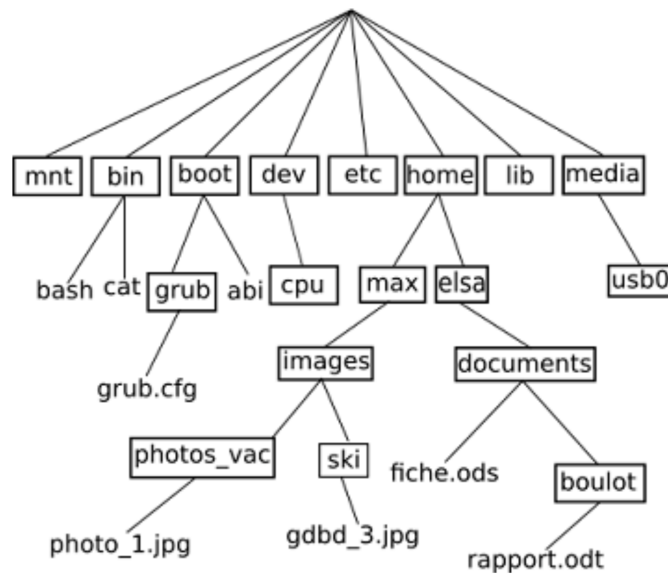 mnt bin boot dev etc home lib media
bash cat grub abi cpu max elsa usb0
images documents
grub.cfg
photos_vac ski fiche.ods boulot
photo_1.jpg gdbd_3.jpg rapport.odt